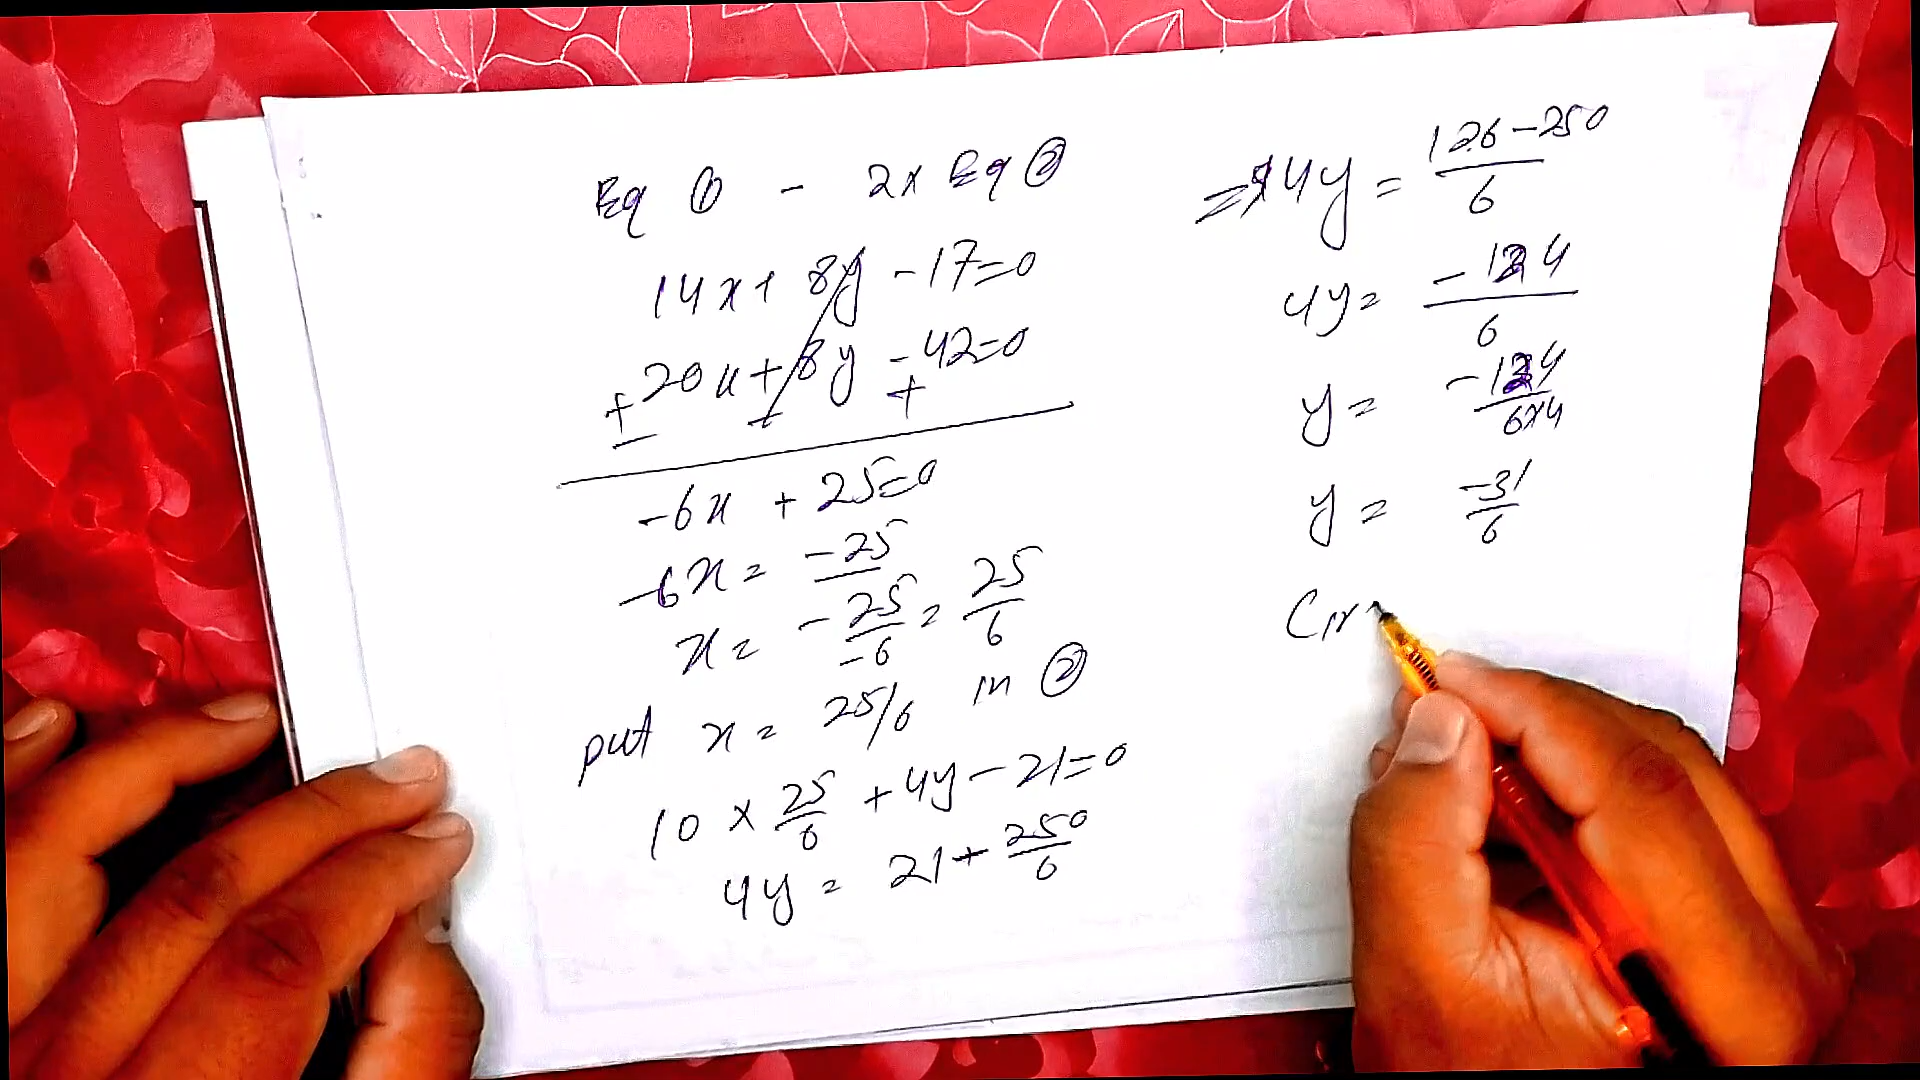 Eq ① - 2x Eq ②
14x + 8y - 17=0
20x + 8y - 42=0
+ - - +
-6x + 25=0
-6x = -25
x = -25/-6 = 25/6
put x = 25/6 in ②
10 × 25/6 + 4y - 21=0
4y = 21 + 250/6
4y = 126-250/6
4y = -124/6
y = -124/6x4
y = -31/6